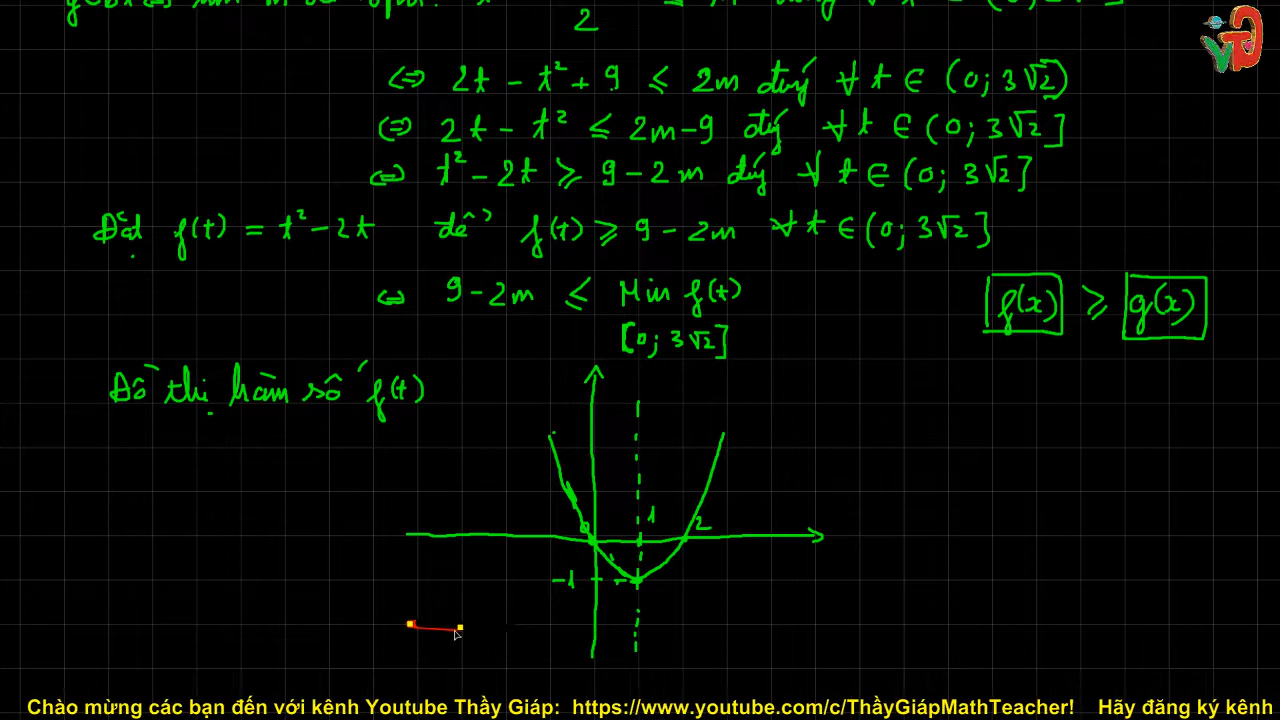 2
⇔ 2t - t² + 9 ≤ 2m đúng ∀ t ∈ (0; 3√2)
⇔ 2t - t² ≤ 2m - 9 đúng ∀ t ∈ (0; 3√2]
⇔ t² - 2t ≥ 9 - 2m đúng ∀ t ∈ (0; 3√2]
Đặt f(t) = t² - 2t để f(t) ≥ 9 - 2m ∀ t ∈ (0; 3√2]
⇔ 9 - 2m ≤ Min f(t)
[0; 3√2]
f(x) ≥ g(x)
Đồ thị hàm số f(t)
1
2
0
-1
Chào mừng các bạn đến với kênh Youtube Thầy Giáp: https://www.youtube.com/c/ThầyGiápMathTeacher! Hãy đăng ký kênh